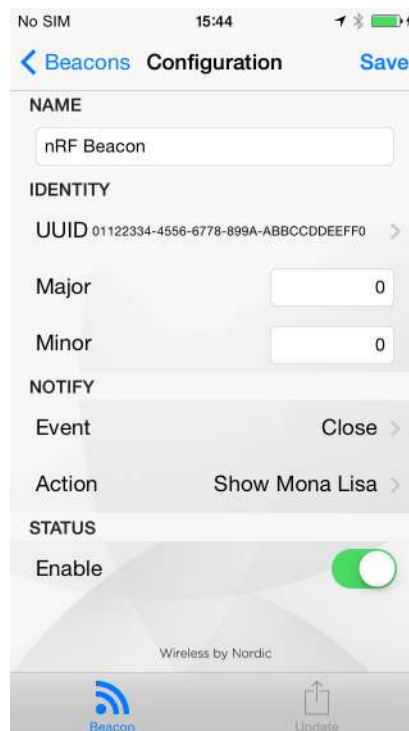 No SIM 15:44
Beacons Configuration Save
NAME
nRF Beacon
IDENTITY
UUID 01122334-4556-6778-899A-ABBCCDDEEFF0
Major 0
Minor 0
NOTIFY
Event Close
Action Show Mona Lisa
STATUS
Enable
Wireless by Nordic
Beacon Update